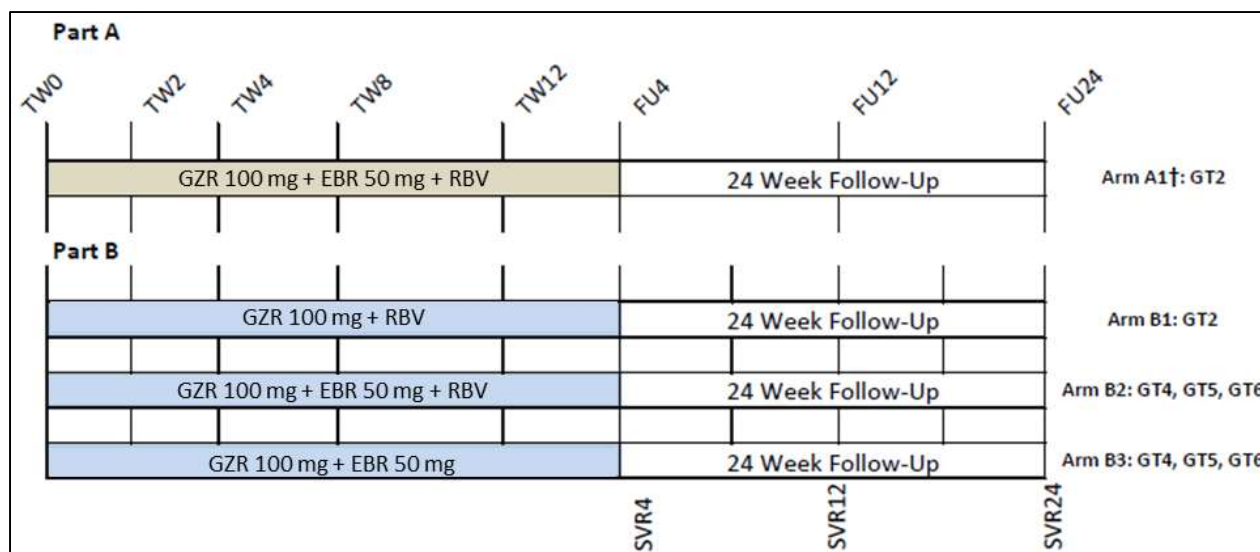 Part A
TW0 TW2 TW4 TW8 TW12 FU4 FU12 FU24
GZR 100 mg + EBR 50 mg + RBV 24 Week Follow-Up Arm A1†: GT2
Part B
GZR 100 mg + RBV 24 Week Follow-Up Arm B1: GT2
GZR 100 mg + EBR 50 mg + RBV 24 Week Follow-Up Arm B2: GT4, GT5, GT6
GZR 100 mg + EBR 50 mg 24 Week Follow-Up Arm B3: GT4, GT5, GT6
SVR4 SVR12 SVR24